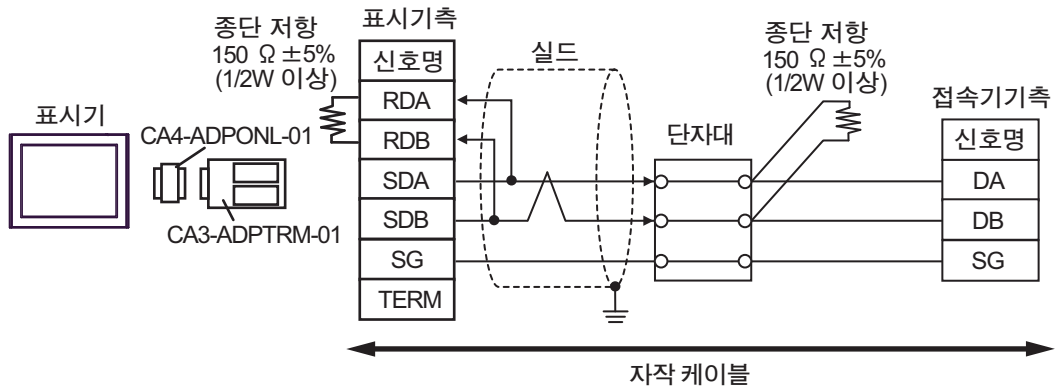 종단 저항
150 Ω ±5%
(1/2W 이상)
표시기측
신호명
RDA
RDB
SDA
SDB
SG
TERM
표시기
CA4-ADPONL-01
CA3-ADPTRM-01
실드
단자대
종단 저항
150 Ω ±5%
(1/2W 이상)
접속기기측
신호명
DA
DB
SG
자작 케이블